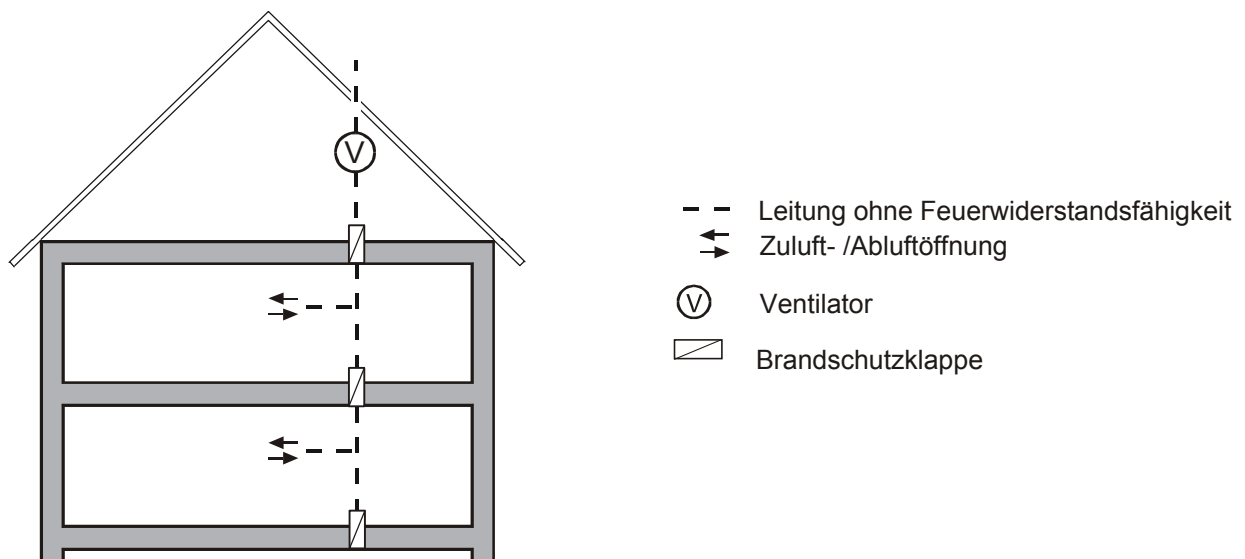 V
Leitung ohne Feuerwiderstandsfähigkeit
Zuluft- /Abluftöffnung
V Ventilator
Brandschutzklappe